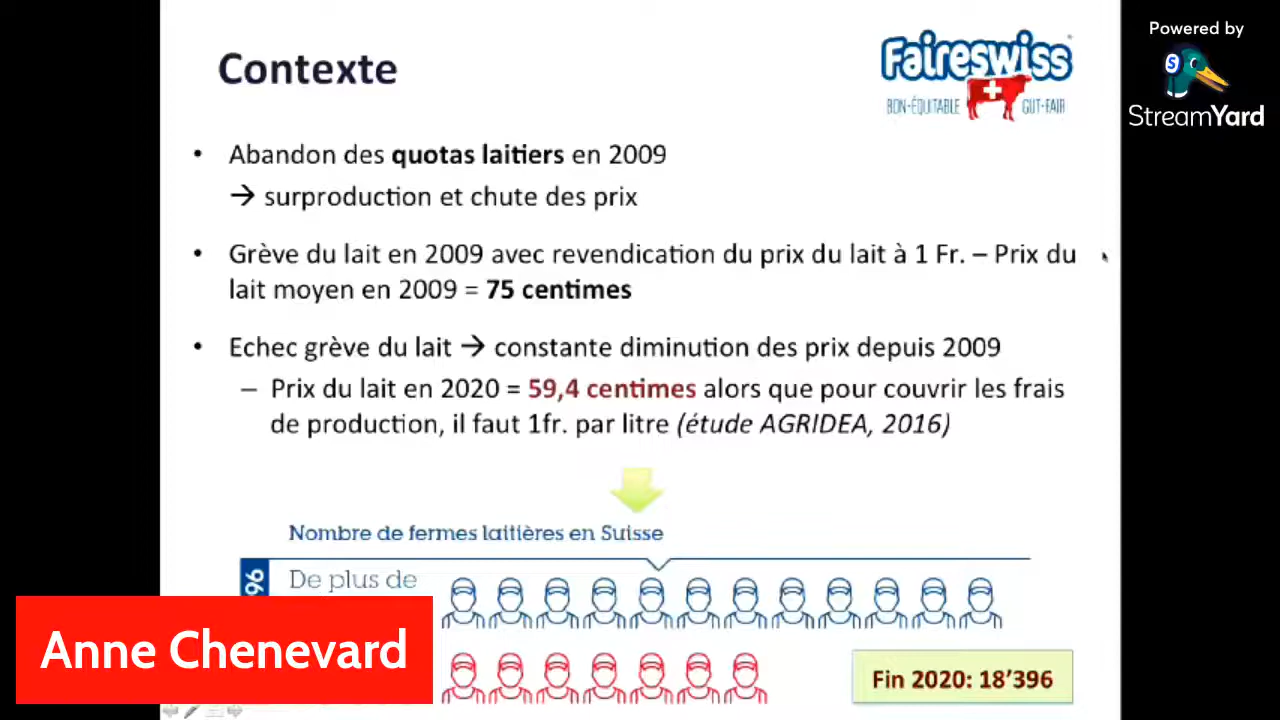 Contexte
Faireswiss
BON-ÉQUITABLE GUT-FAIR
Powered by
S
StreamYard
• Abandon des quotas laitiers en 2009
→ surproduction et chute des prix
• Grève du lait en 2009 avec revendication du prix du lait à 1 Fr. – Prix du
lait moyen en 2009 = 75 centimes
• Echec grève du lait → constante diminution des prix depuis 2009
– Prix du lait en 2020 = 59,4 centimes alors que pour couvrir les frais
de production, il faut 1fr. par litre (étude AGRIDEA, 2016)
Nombre de fermes laitières en Suisse
96
De plus de
Anne Chenevard
Fin 2020: 18’396